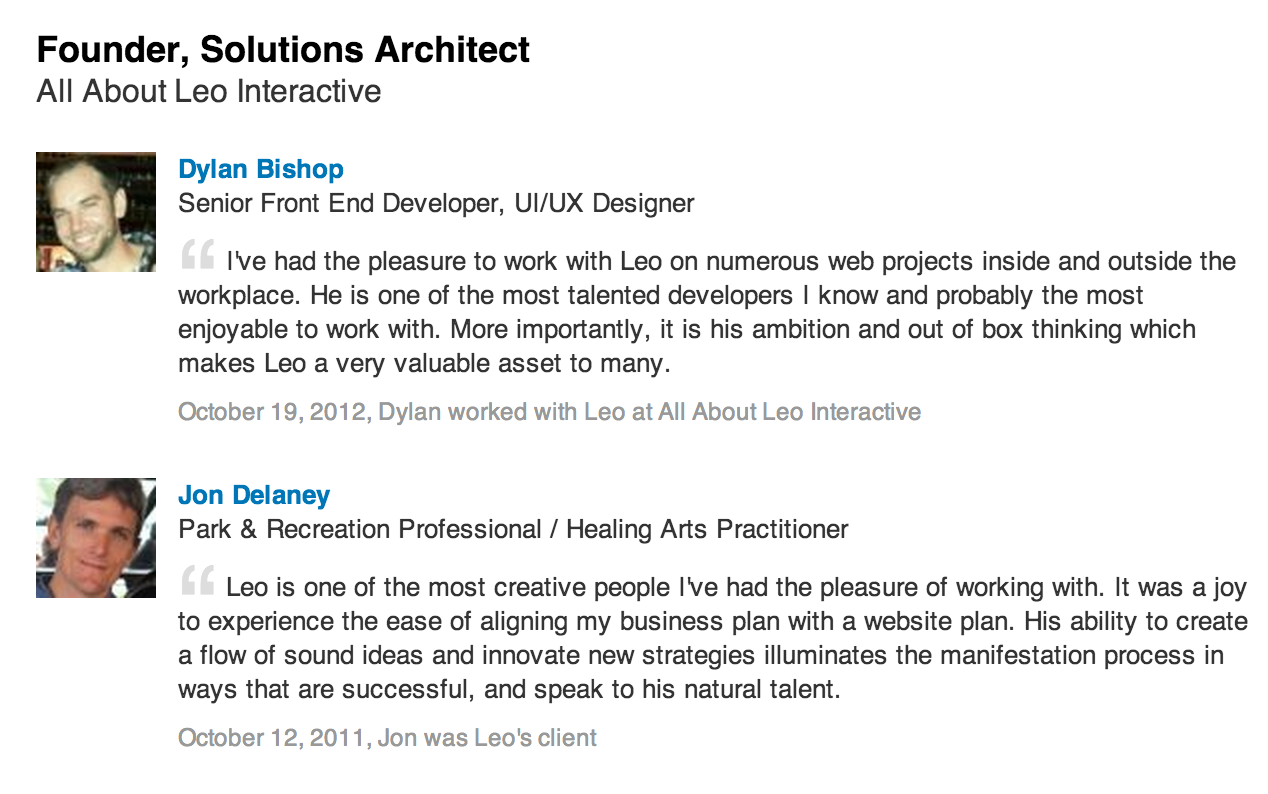 Founder, Solutions Architect
All About Leo Interactive
Dylan Bishop
Senior Front End Developer, UI/UX Designer
“ I've had the pleasure to work with Leo on numerous web projects inside and outside the
workplace. He is one of the most talented developers I know and probably the most
enjoyable to work with. More importantly, it is his ambition and out of box thinking which
makes Leo a very valuable asset to many.
October 19, 2012, Dylan worked with Leo at All About Leo Interactive
Jon Delaney
Park & Recreation Professional / Healing Arts Practitioner
“ Leo is one of the most creative people I've had the pleasure of working with. It was a joy
to experience the ease of aligning my business plan with a website plan. His ability to create
a flow of sound ideas and innovate new strategies illuminates the manifestation process in
ways that are successful, and speak to his natural talent.
October 12, 2011, Jon was Leo's client